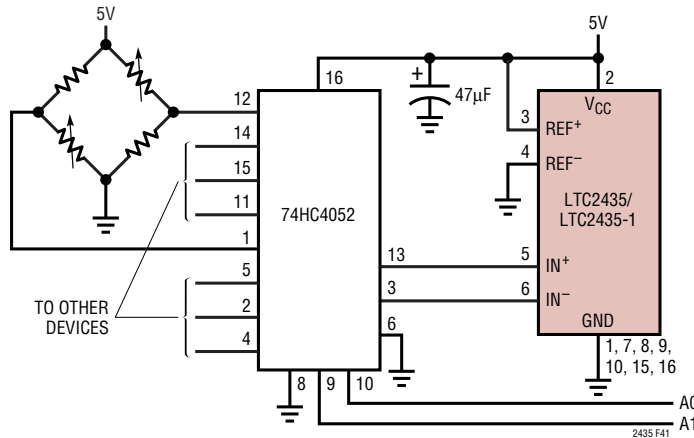 5V
5V
16
2
12
+
47µF
VCC
3
REF+
14
4
REF−
15
74HC4052
LTC2435/
LTC2435-1
11
1
13
5
IN+
5
3
6
IN−
TO OTHER
DEVICES
2
6
GND
4
1, 7, 8, 9,
10, 15, 16
8
9
10
A0
A1
2435 F41